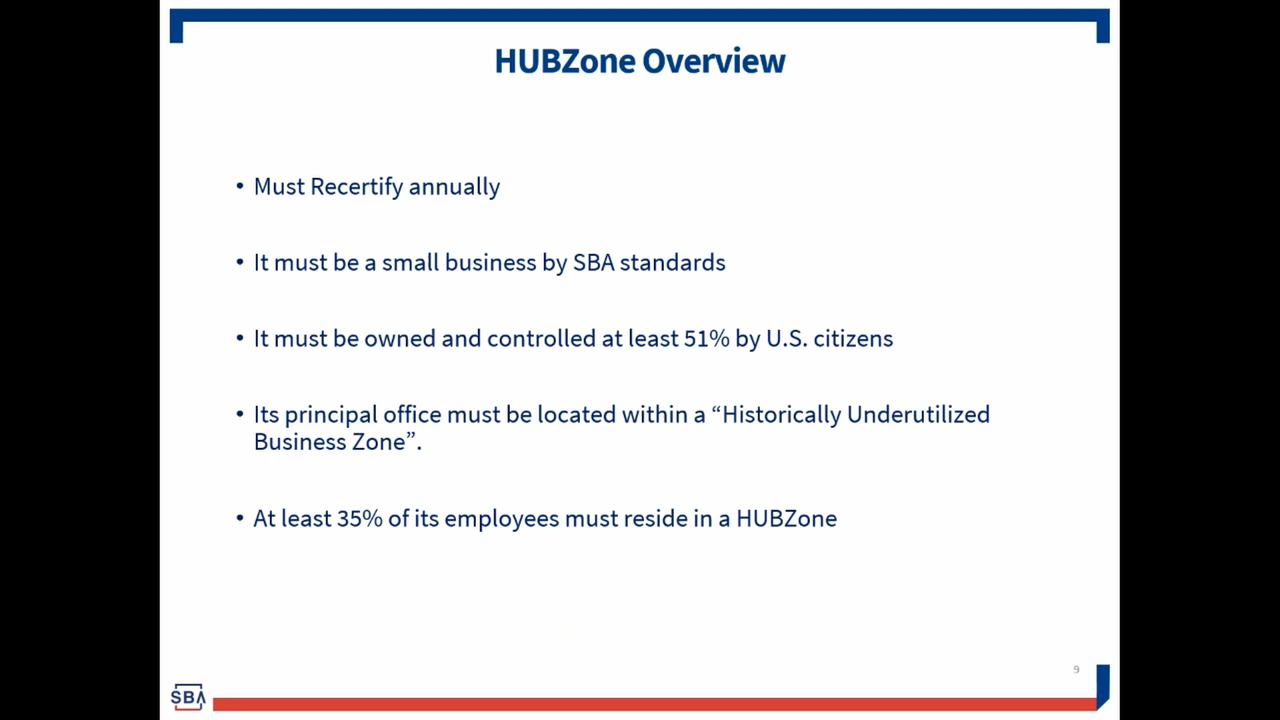 HUBZone Overview
• Must Recertify annually
• It must be a small business by SBA standards
• It must be owned and controlled at least 51% by U.S. citizens
• Its principal office must be located within a “Historically Underutilized
Business Zone”.
• At least 35% of its employees must reside in a HUBZone
9
SBA